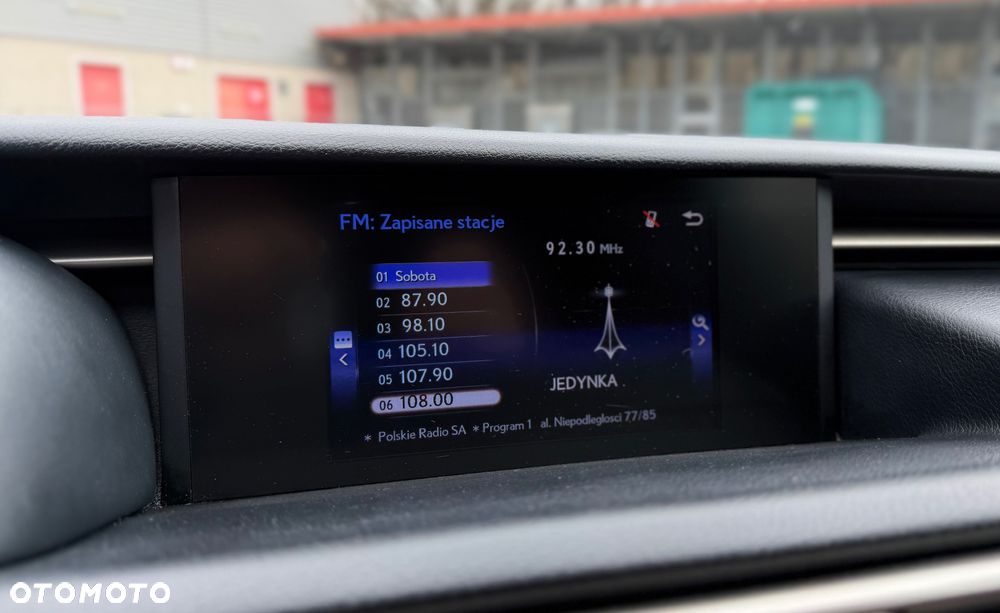 FM: Zapisane stacje
92.30 MHz
01 Sobota
02 87.90
03 98.10
04 105.10
05 107.90
06 108.00
JEDYNKA
* Polskie Radio SA * Program 1 al. Niepodleglosci 77/85
OTOMOTO